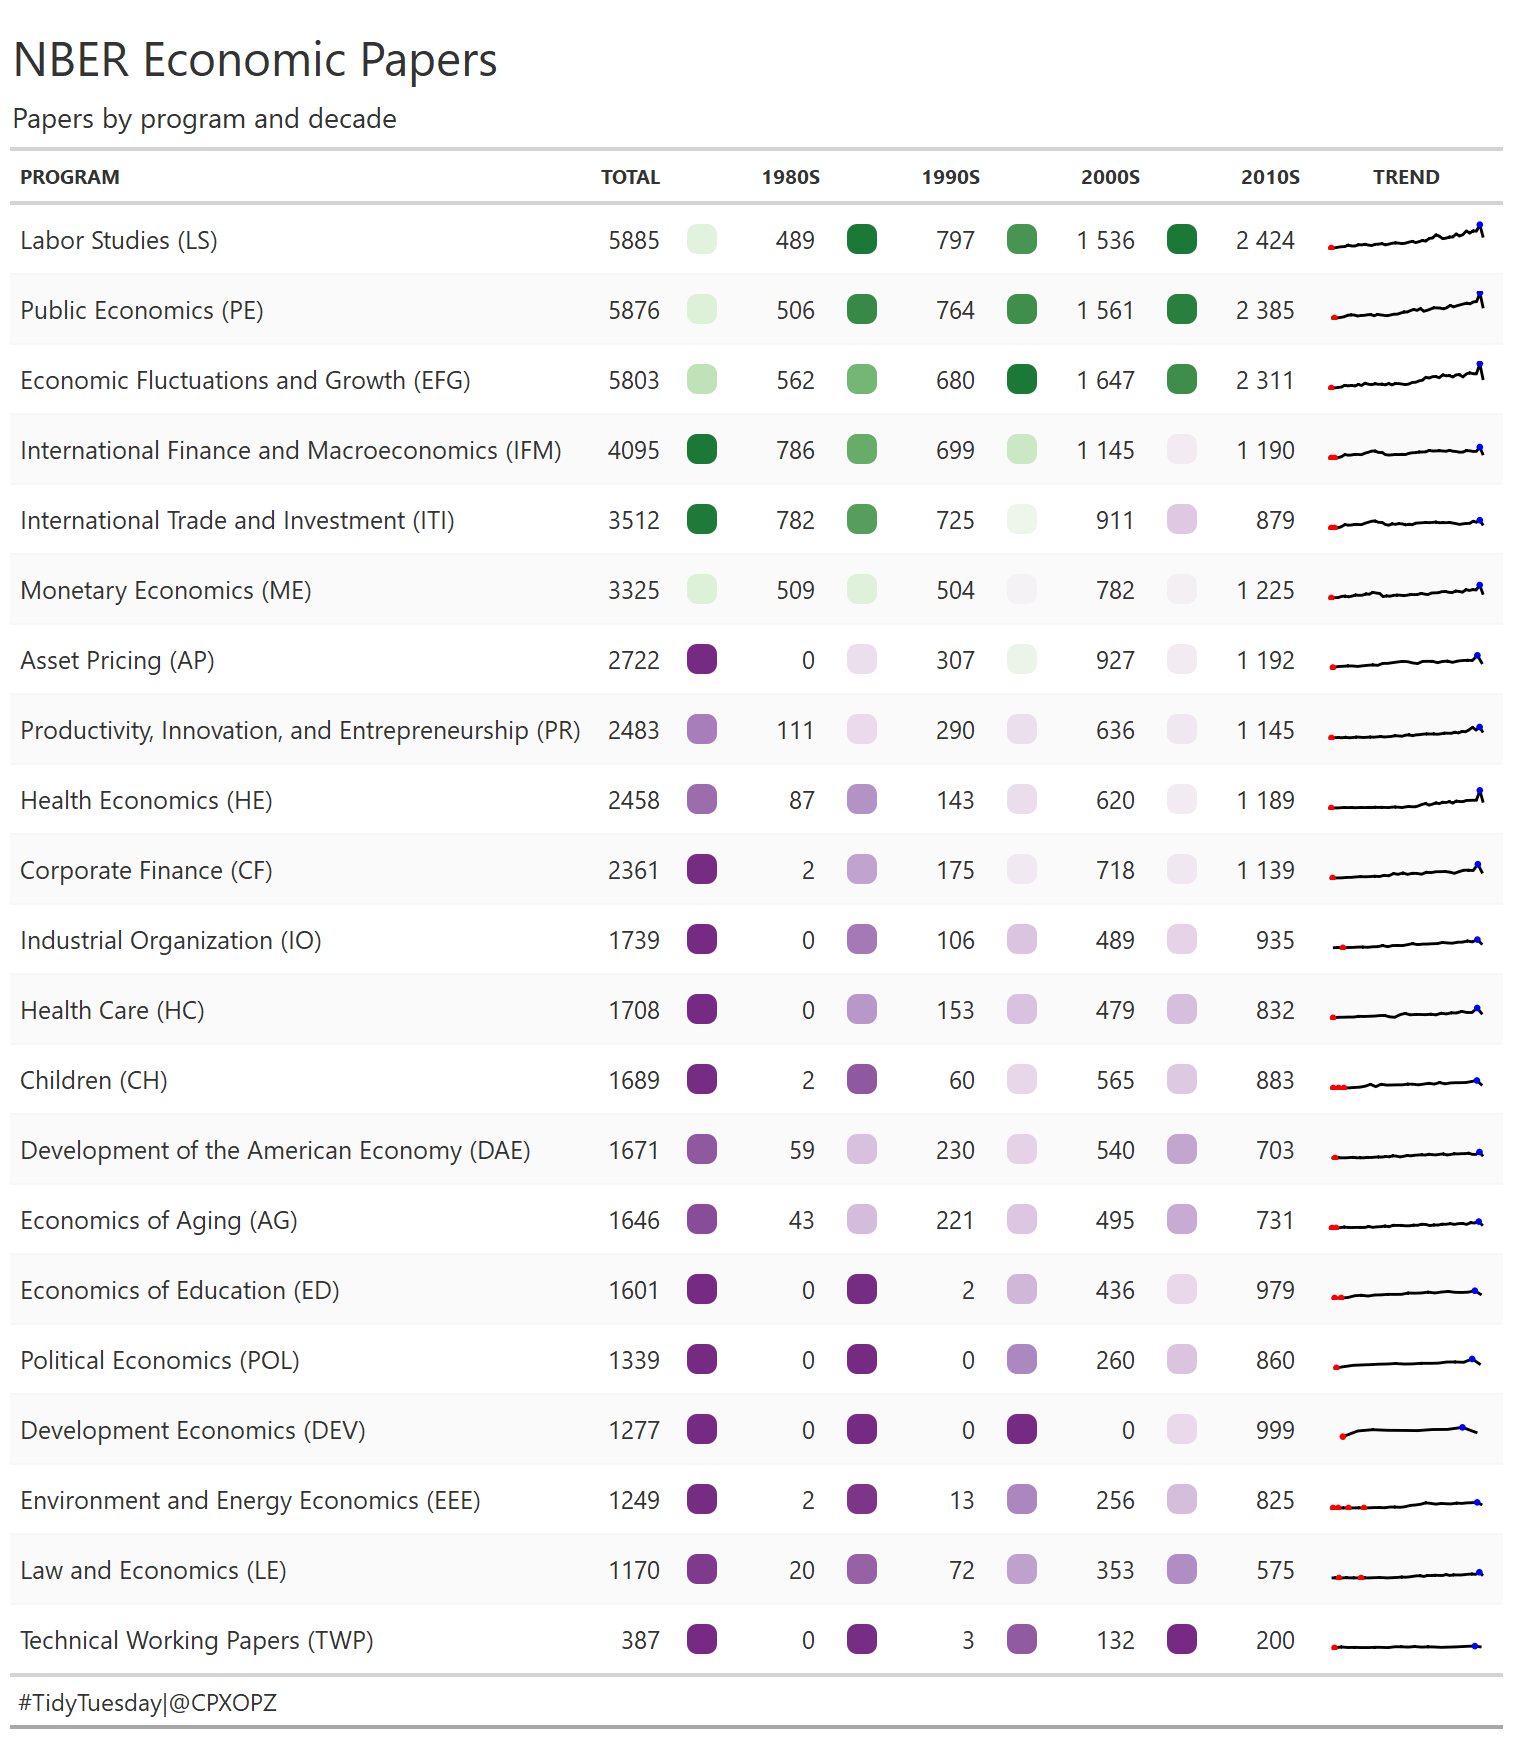 NBER Economic Papers
Papers by program and decade
PROGRAM TOTAL 1980S 1990S 2000S 2010S TREND
Labor Studies (LS) 5885 489 797 1 536 2 424
Public Economics (PE) 5876 506 764 1 561 2 385
Economic Fluctuations and Growth (EFG) 5803 562 680 1 647 2 311
International Finance and Macroeconomics (IFM) 4095 786 699 1 145 1 190
International Trade and Investment (ITI) 3512 782 725 911 879
Monetary Economics (ME) 3325 509 504 782 1 225
Asset Pricing (AP) 2722 0 307 927 1 192
Productivity, Innovation, and Entrepreneurship (PR) 2483 111 290 636 1 145
Health Economics (HE) 2458 87 143 620 1 189
Corporate Finance (CF) 2361 2 175 718 1 139
Industrial Organization (IO) 1739 0 106 489 935
Health Care (HC) 1708 0 153 479 832
Children (CH) 1689 2 60 565 883
Development of the American Economy (DAE) 1671 59 230 540 703
Economics of Aging (AG) 1646 43 221 495 731
Economics of Education (ED) 1601 0 2 436 979
Political Economics (POL) 1339 0 0 260 860
Development Economics (DEV) 1277 0 0 0 999
Environment and Energy Economics (EEE) 1249 2 13 256 825
Law and Economics (LE) 1170 20 72 353 575
Technical Working Papers (TWP) 387 0 3 132 200
#TidyTuesday|@CPXOPZ